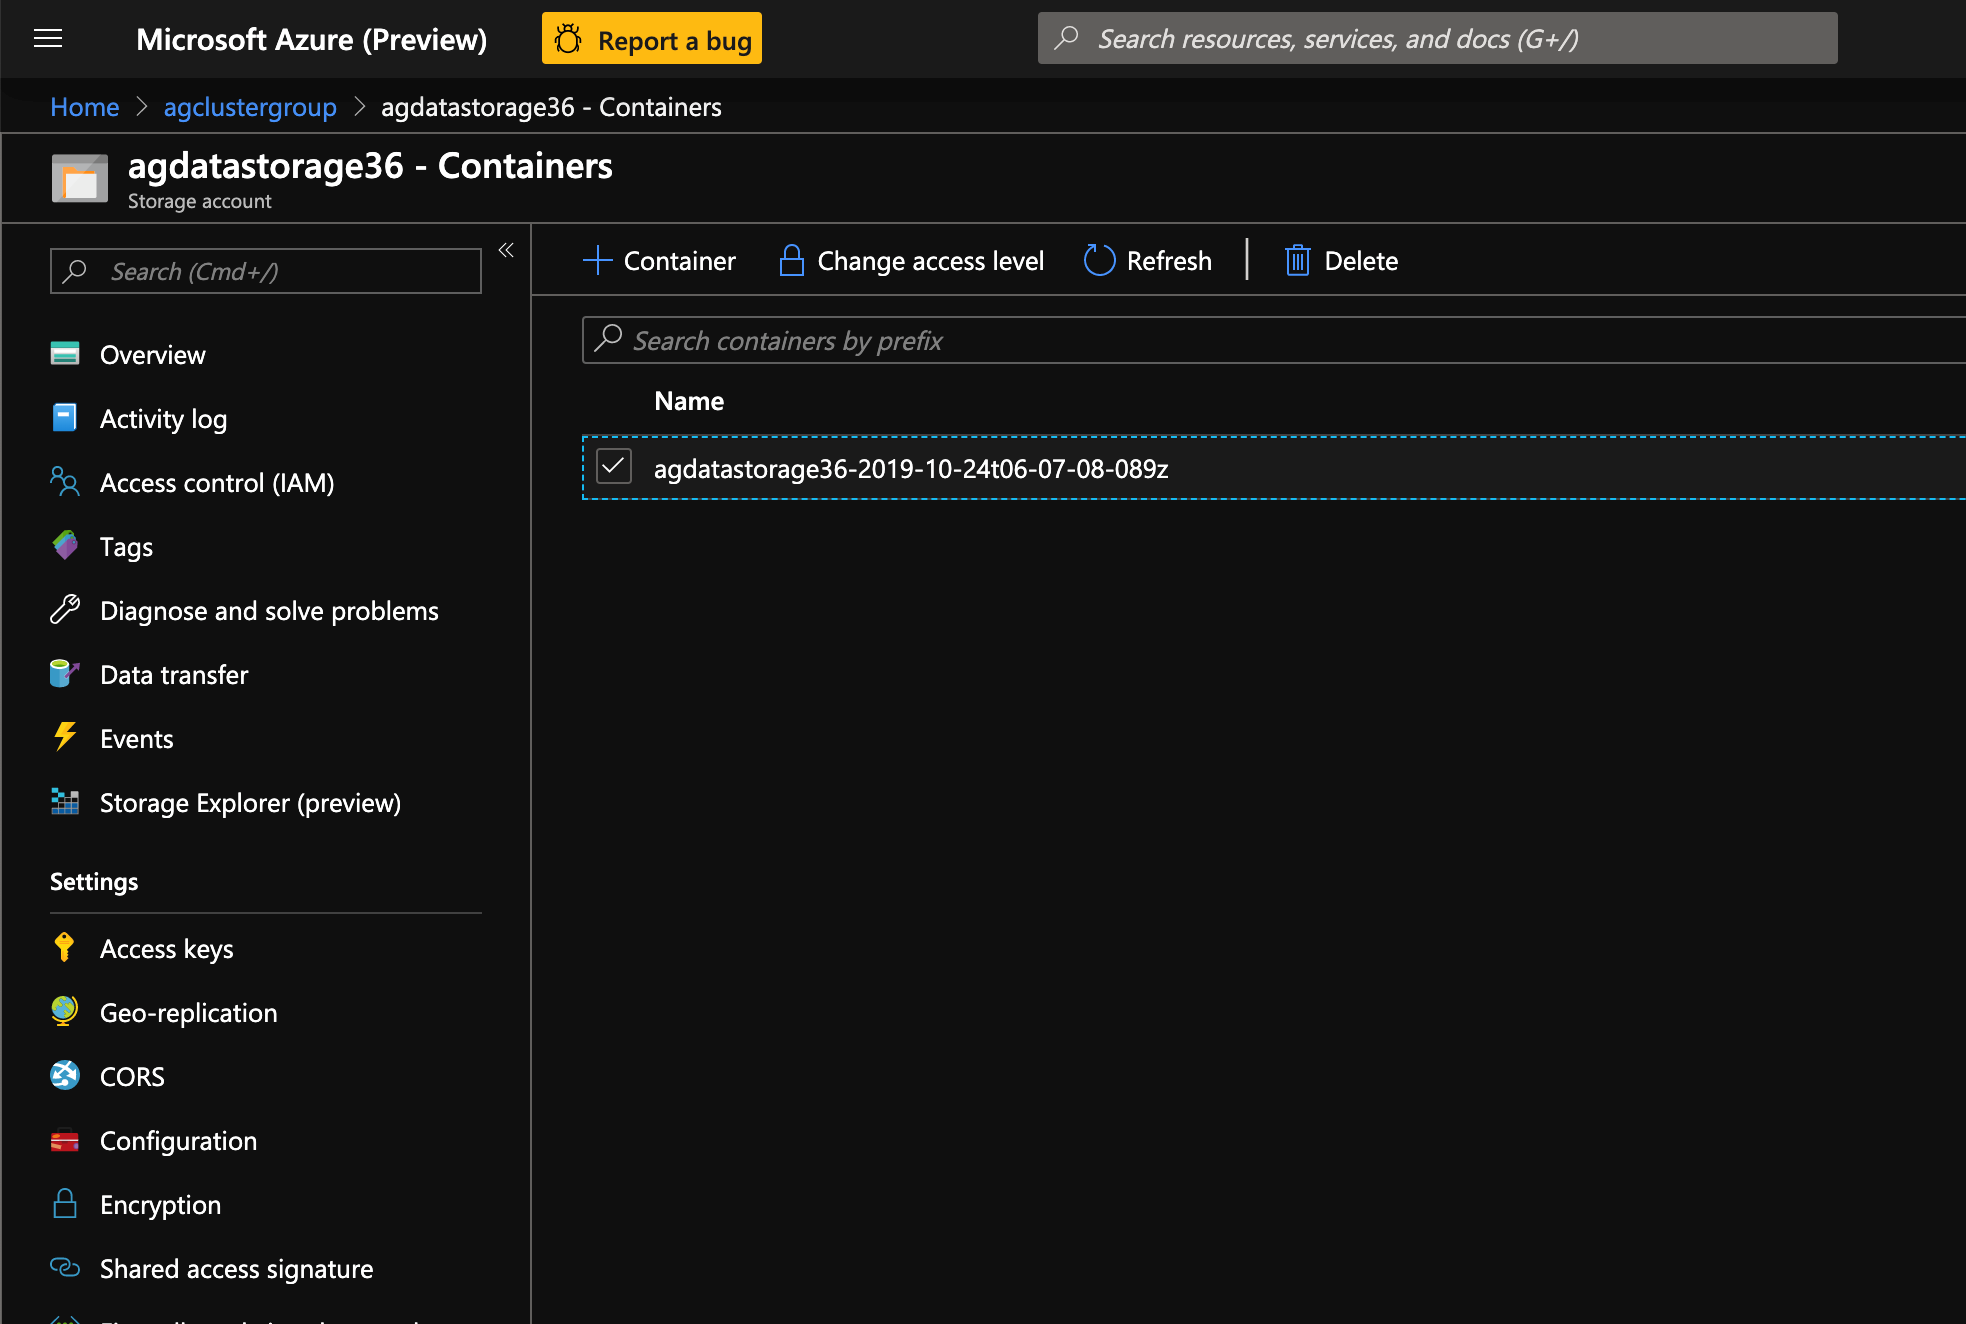 Microsoft Azure (Preview)
Report a bug
Search resources, services, and docs (G+/)
Home > agclustergroup > agdatastorage36 - Containers
agdatastorage36 - Containers
Storage account
Search (Cmd+/)
«
Overview
Activity log
Access control (IAM)
Tags
Diagnose and solve problems
Data transfer
Events
Storage Explorer (preview)
Settings
Access keys
Geo-replication
CORS
Configuration
Encryption
Shared access signature
Container
Change access level
Refresh
Delete
Search containers by prefix
Name
agdatastorage36-2019-10-24t06-07-08-089z